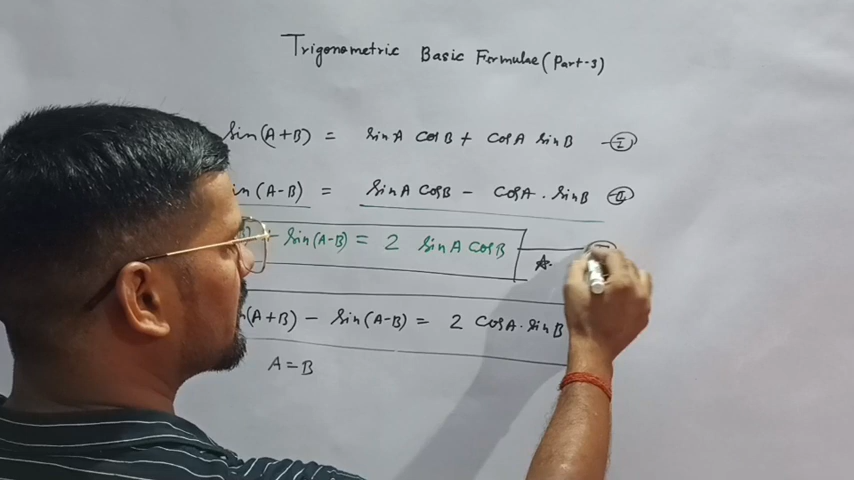 Trigonometric Basic Formulae (Part-3)
sin(A+B) = sinA cosB + cosA sinB - I
in (A-B) = sinA cosB - cosA · sinB II
- sin(A-B) = 2 sinA cosB
(A+B) - sin(A-B) = 2 cosA · sinB
A = B